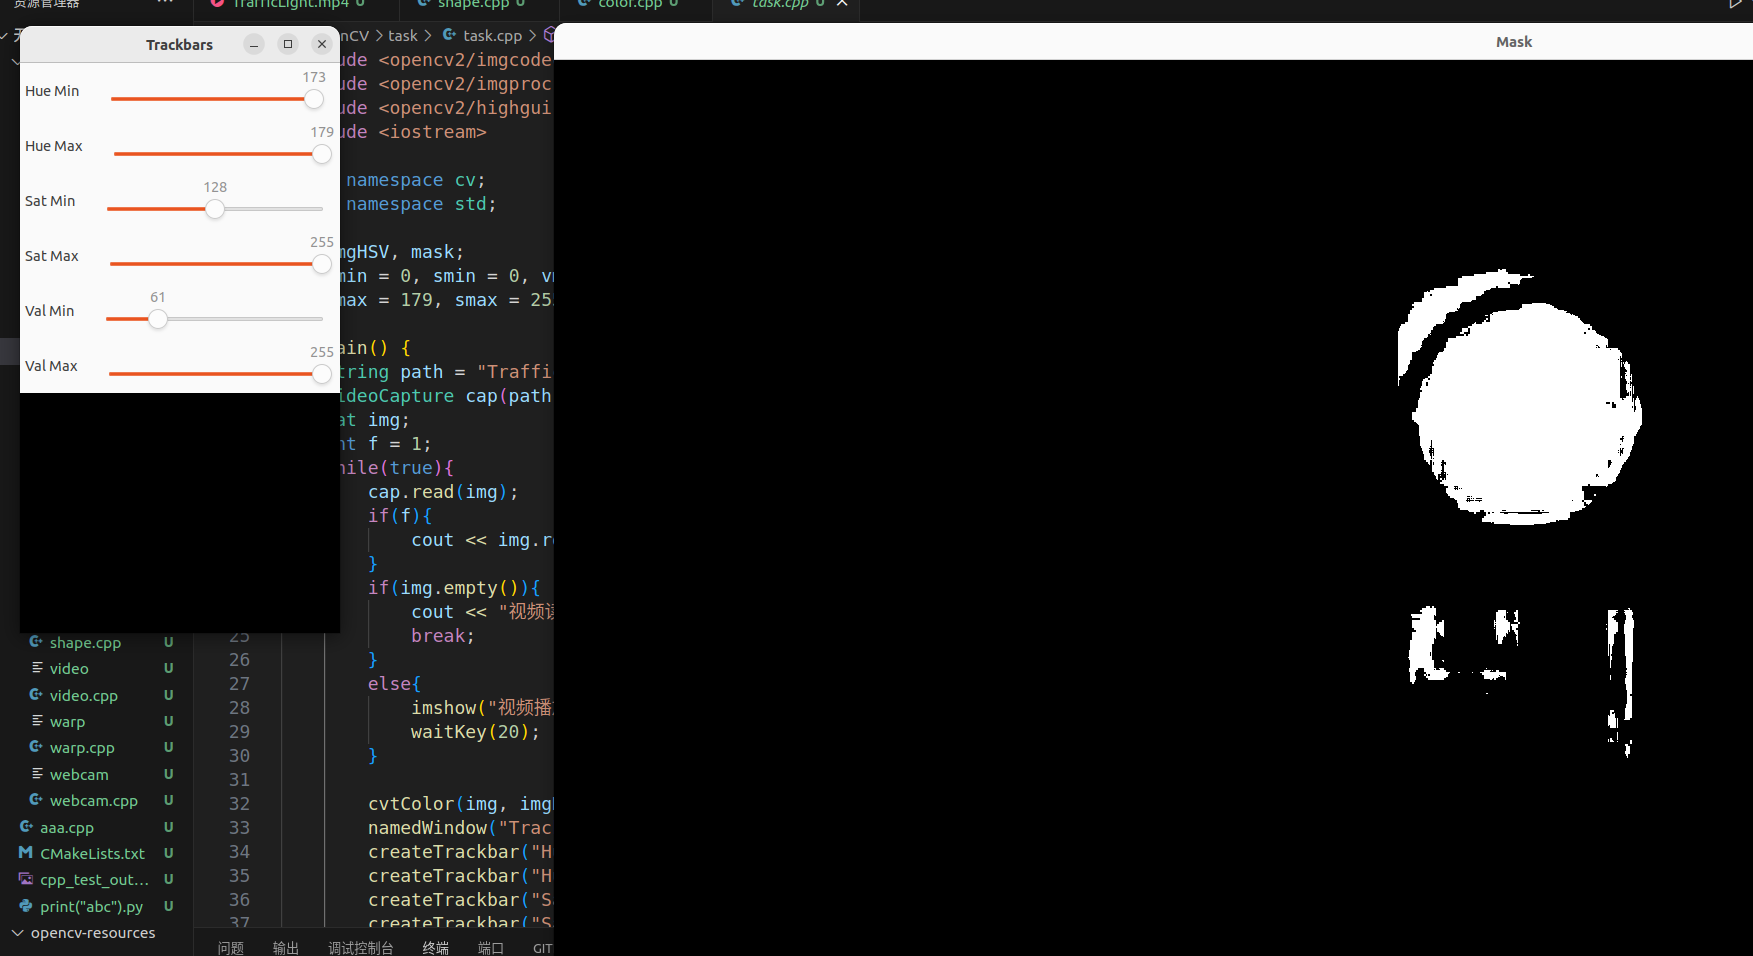 资源管理器
TrafficLight.mp4 U
shape.cpp U
color.cpp U
task.cpp U
Trackbars
Hue Min 173
Hue Max 179
Sat Min 128
Sat Max 255
Val Min 61
Val Max 255
nCV > task > task.cpp >
Mask
ude <opencv2/imgcode
ude <opencv2/imgproc
ude <opencv2/highgui
ude <iostream>
namespace cv;
namespace std;
mgHSV, mask;
min = 0, smin = 0, v
max = 179, smax = 25
ain() {
tring path = "Traffi
ideoCapture cap(path
at img;
nt f = 1;
hile(true){
cap.read(img);
if(f){
cout << img.r
}
if(img.empty()){
cout << "视频读
25 break;
26 }
27 else{
28 imshow("视频播
29 waitKey(20);
30 }
31
32 cvtColor(img, img
33 namedWindow("Trac
34 createTrackbar("H
35 createTrackbar("H
36 createTrackbar("S
37 createTrackbar("S
shape.cpp U
video U
video.cpp U
warp U
warp.cpp U
webcam U
webcam.cpp U
aaa.cpp U
CMakeLists.txt U
cpp_test_out... U
print("abc").py U
opencv-resources
问题 输出 调试控制台 终端 端口 GIT